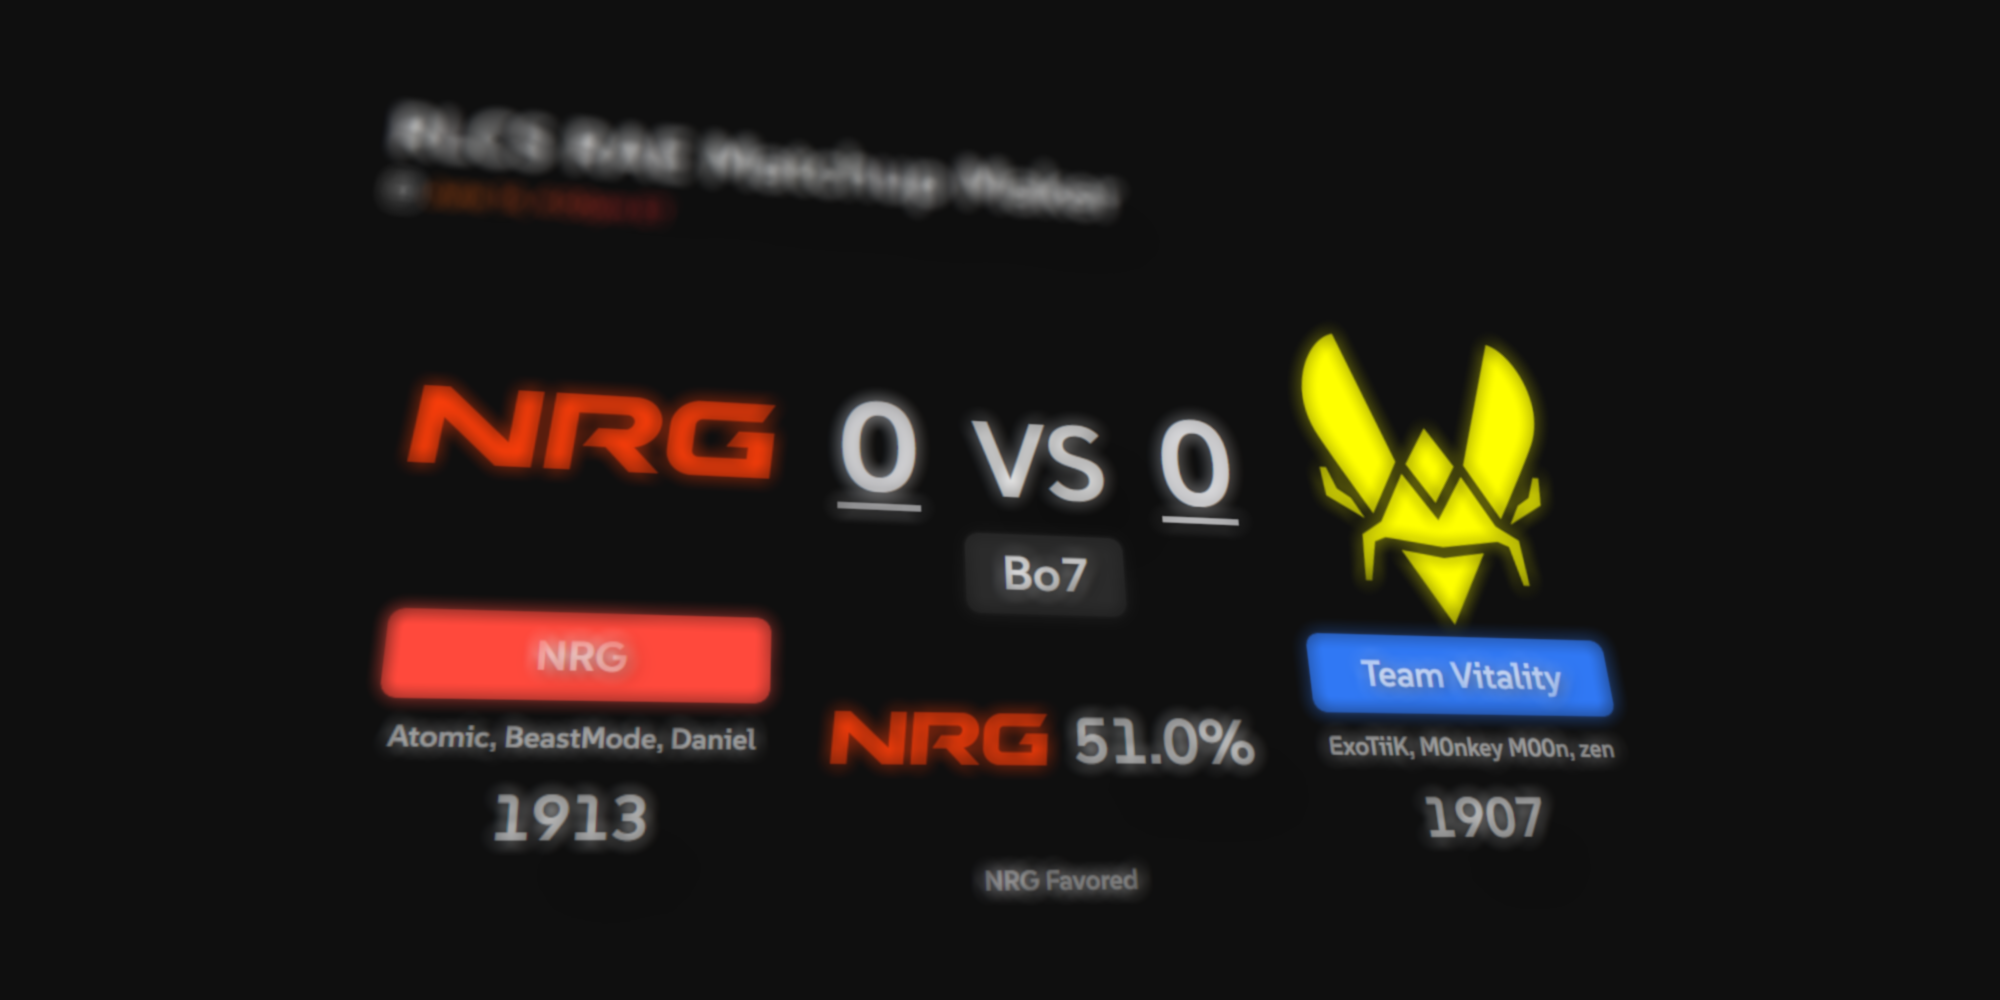 RLCS RAE Matchup Maker
NRG 0 VS 0
Bo7
NRG
Team Vitality
Atomic, BeastMode, Daniel
NRG 51.0%
ExoTiiK, M0nkey M00n, zen
1913
1907
NRG Favored